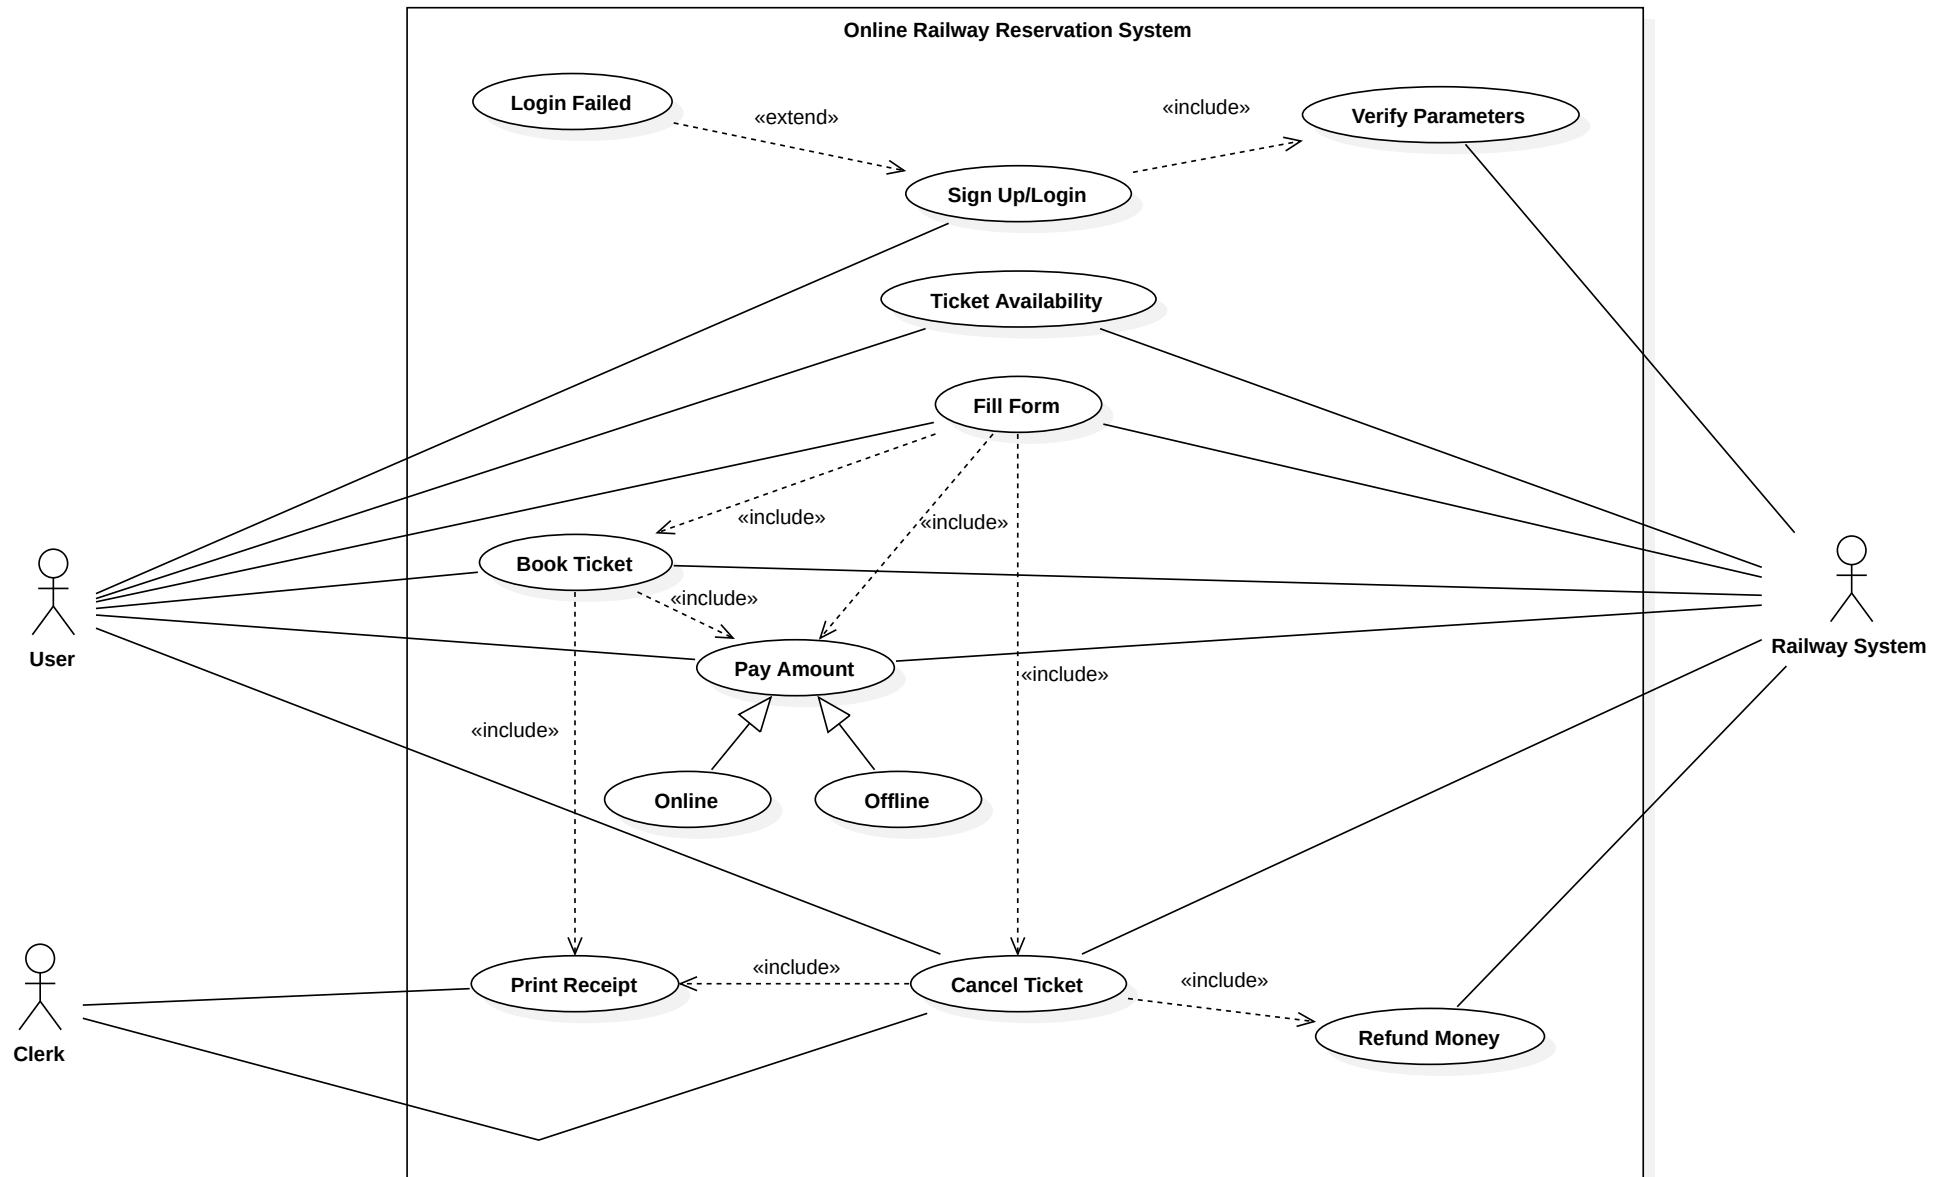 Online Railway Reservation System
Login Failed
«extend»
«include»
Verify Parameters
Sign Up/Login
Ticket Availability
Fill Form
«include»
«include»
Book Ticket
«include»
User
Railway System
Pay Amount
«include»
«include»
Online
Offline
Print Receipt
«include»
Cancel Ticket
«include»
Refund Money
Clerk